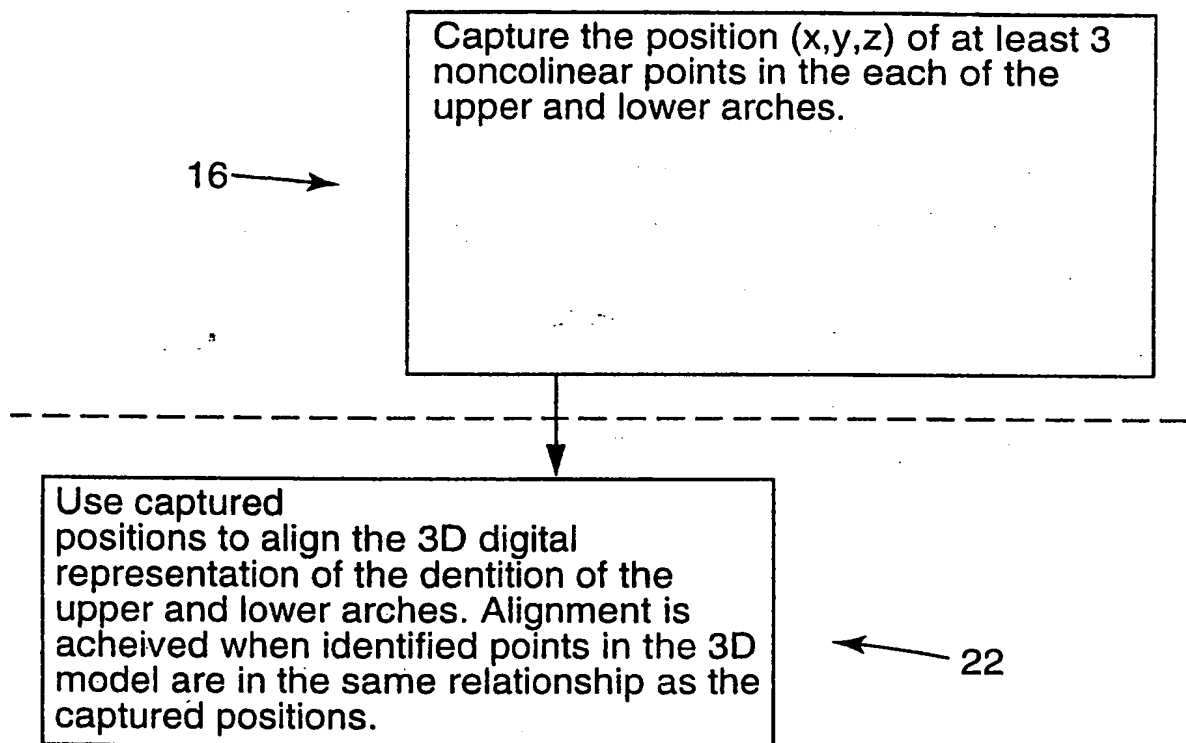 Capture the position (x,y,z) of at least 3
noncolinear points in the each of the
upper and lower arches.
16
Use captured
positions to align the 3D digital
representation of the dentition of the
upper and lower arches. Alignment is
acheived when identified points in the 3D
model are in the same relationship as the
captured positions.
22